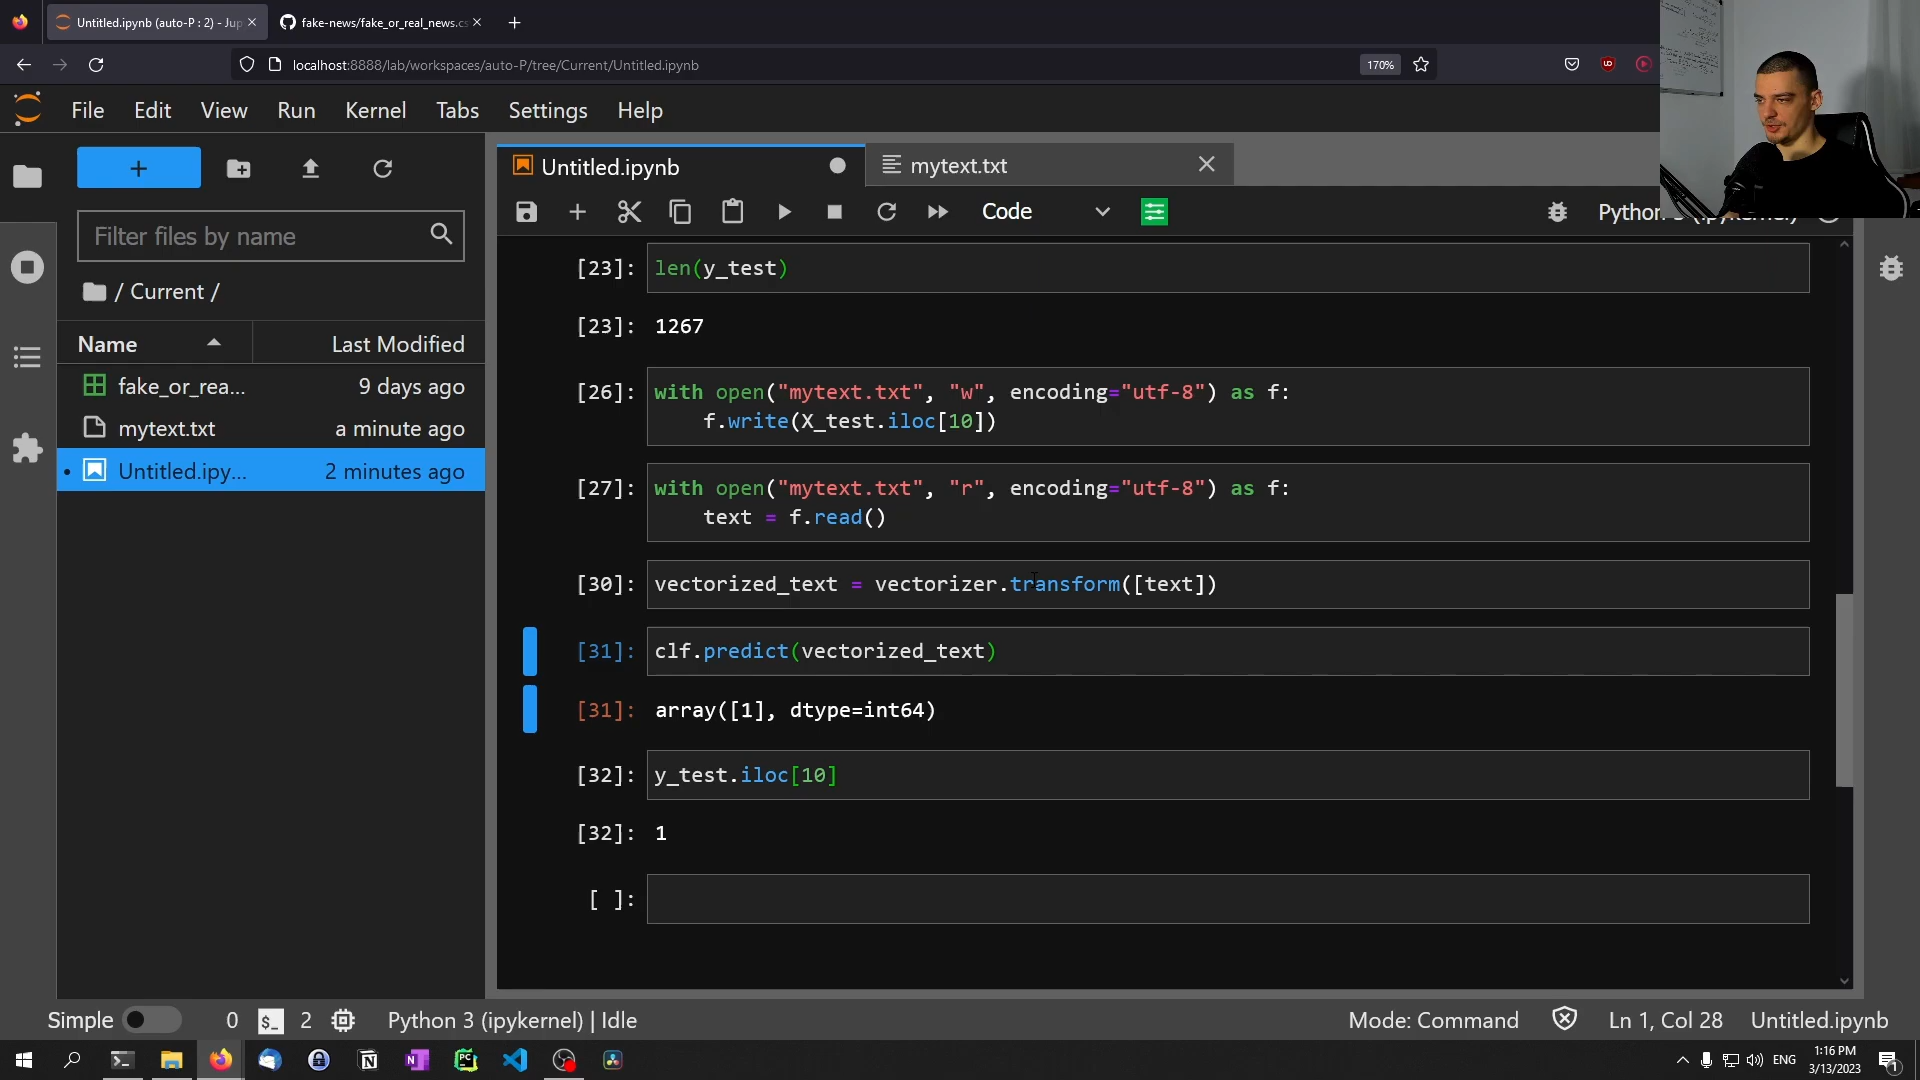 Untitled.ipynb (auto-P : 2) - Jup
fake-news/fake_or_real_news.cs
localhost:8888/lab/workspaces/auto-P/tree/Current/Untitled.ipynb
170%
File Edit View Run Kernel Tabs Settings Help
Untitled.ipynb
mytext.txt
Code
Python 3 (ipykernel)
Filter files by name
/ Current /
Name Last Modified
fake_or_rea... 9 days ago
mytext.txt a minute ago
Untitled.ipy... 2 minutes ago
[23]: len(y_test)
[23]: 1267
[26]: with open("mytext.txt", "w", encoding="utf-8") as f:
f.write(X_test.iloc[10])
[27]: with open("mytext.txt", "r", encoding="utf-8") as f:
text = f.read()
[30]: vectorized_text = vectorizer.transform([text])
[31]: clf.predict(vectorized_text)
[31]: array([1], dtype=int64)
[32]: y_test.iloc[10]
[32]: 1
[ ]:
Simple 0 $_ 2 Python 3 (ipykernel) | Idle Mode: Command Ln 1, Col 28 Untitled.ipynb
ENG
1:16 PM
3/13/2023